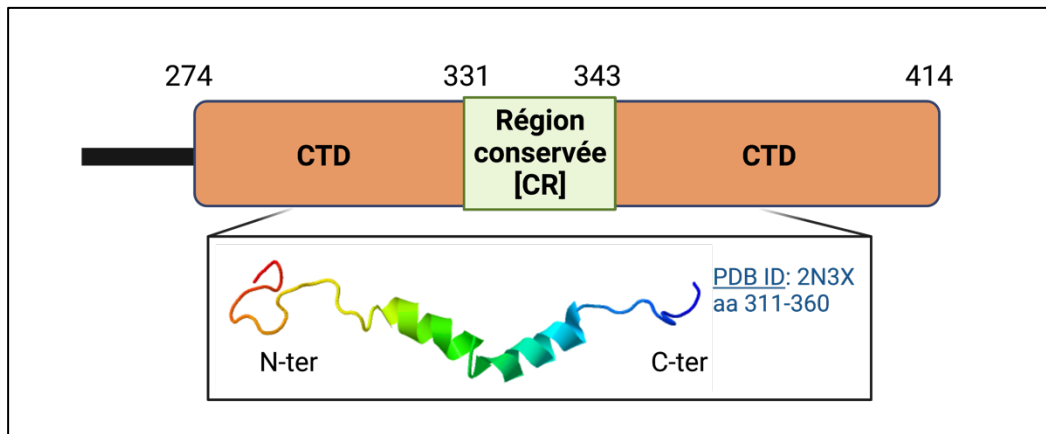 274 331 343 414
CTD
Région
conservée
[CR]
CTD
PDB ID: 2N3X
aa 311-360
N-ter
C-ter